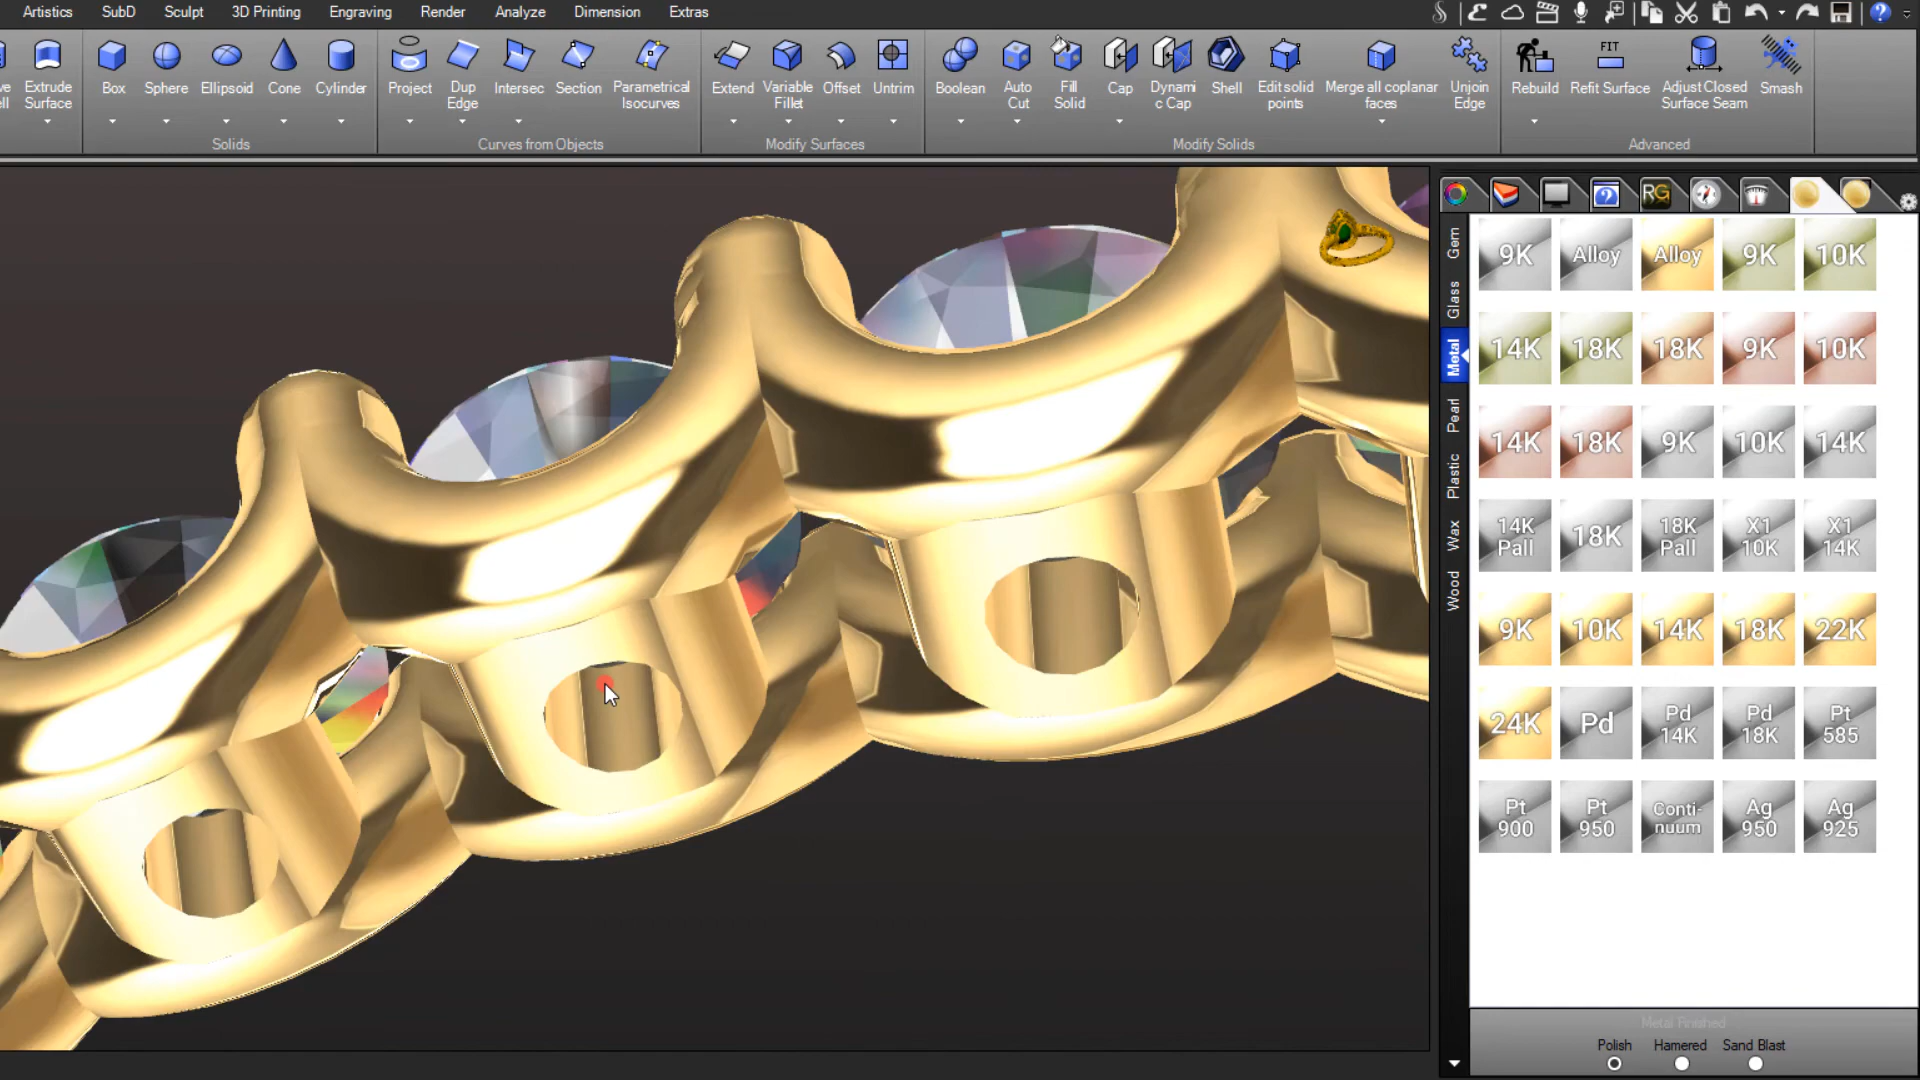 Artistics SubD Sculpt 3D Printing Engraving Render Analyze Dimension Extras
Extrude Surface
Box
Sphere
Ellipsoid
Cone
Cylinder
Solids
Project
Dup Edge
Intersec
Section
Parametrical Isocurves
Curves from Objects
Extend
Variable Fillet
Offset
Untrim
Modify Surfaces
Boolean
Auto Cut
Fill Solid
Cap
Dynami c Cap
Shell
Edit solid points
Merge all coplanar faces
Unjoin Edge
Modify Solids
FIT
Rebuild
Refit Surface
Adjust Closed Surface Seam
Smash
Advanced
RG
Gem
Glass
Metal
Pearl
Plastic
Wax
Wood
9K Alloy Alloy 9K 10K
14K 18K 18K 9K 10K
14K 18K 9K 10K 14K
14K Pall 18K 18K Pall X1 10K X1 14K
9K 10K 14K 18K 22K
24K Pd Pd 14K Pd 18K Pt 585
Pt 900 Pt 950 Conti- nuum Ag 950 Ag 925
Metal Finished
Polish Hamered Sand Blast